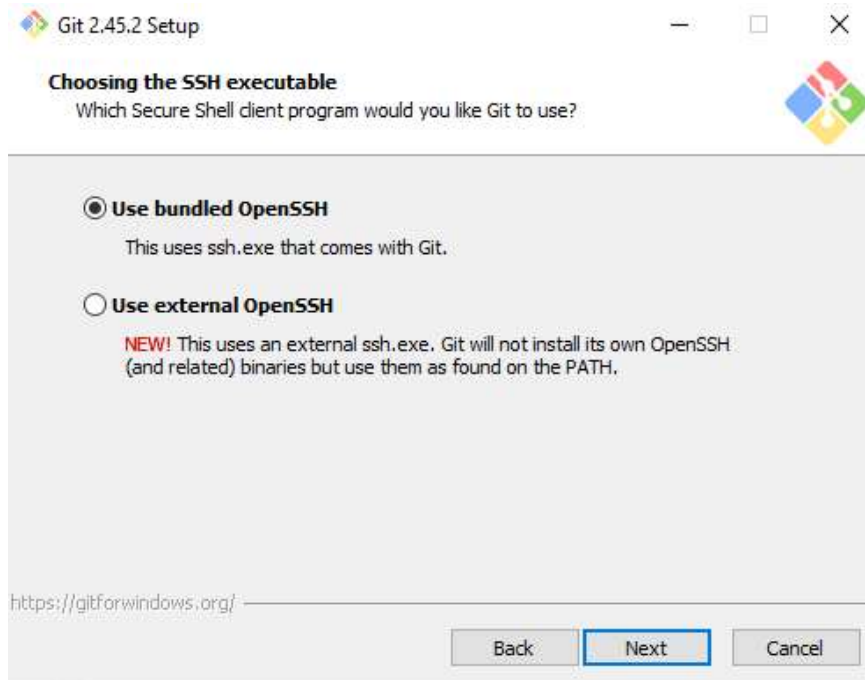 Git 2.45.2 Setup
Choosing the SSH executable
Which Secure Shell client program would you like Git to use?
Use bundled OpenSSH
This uses ssh.exe that comes with Git.
Use external OpenSSH
NEW! This uses an external ssh.exe. Git will not install its own OpenSSH
(and related) binaries but use them as found on the PATH.
https://gitforwindows.org/
Back Next Cancel